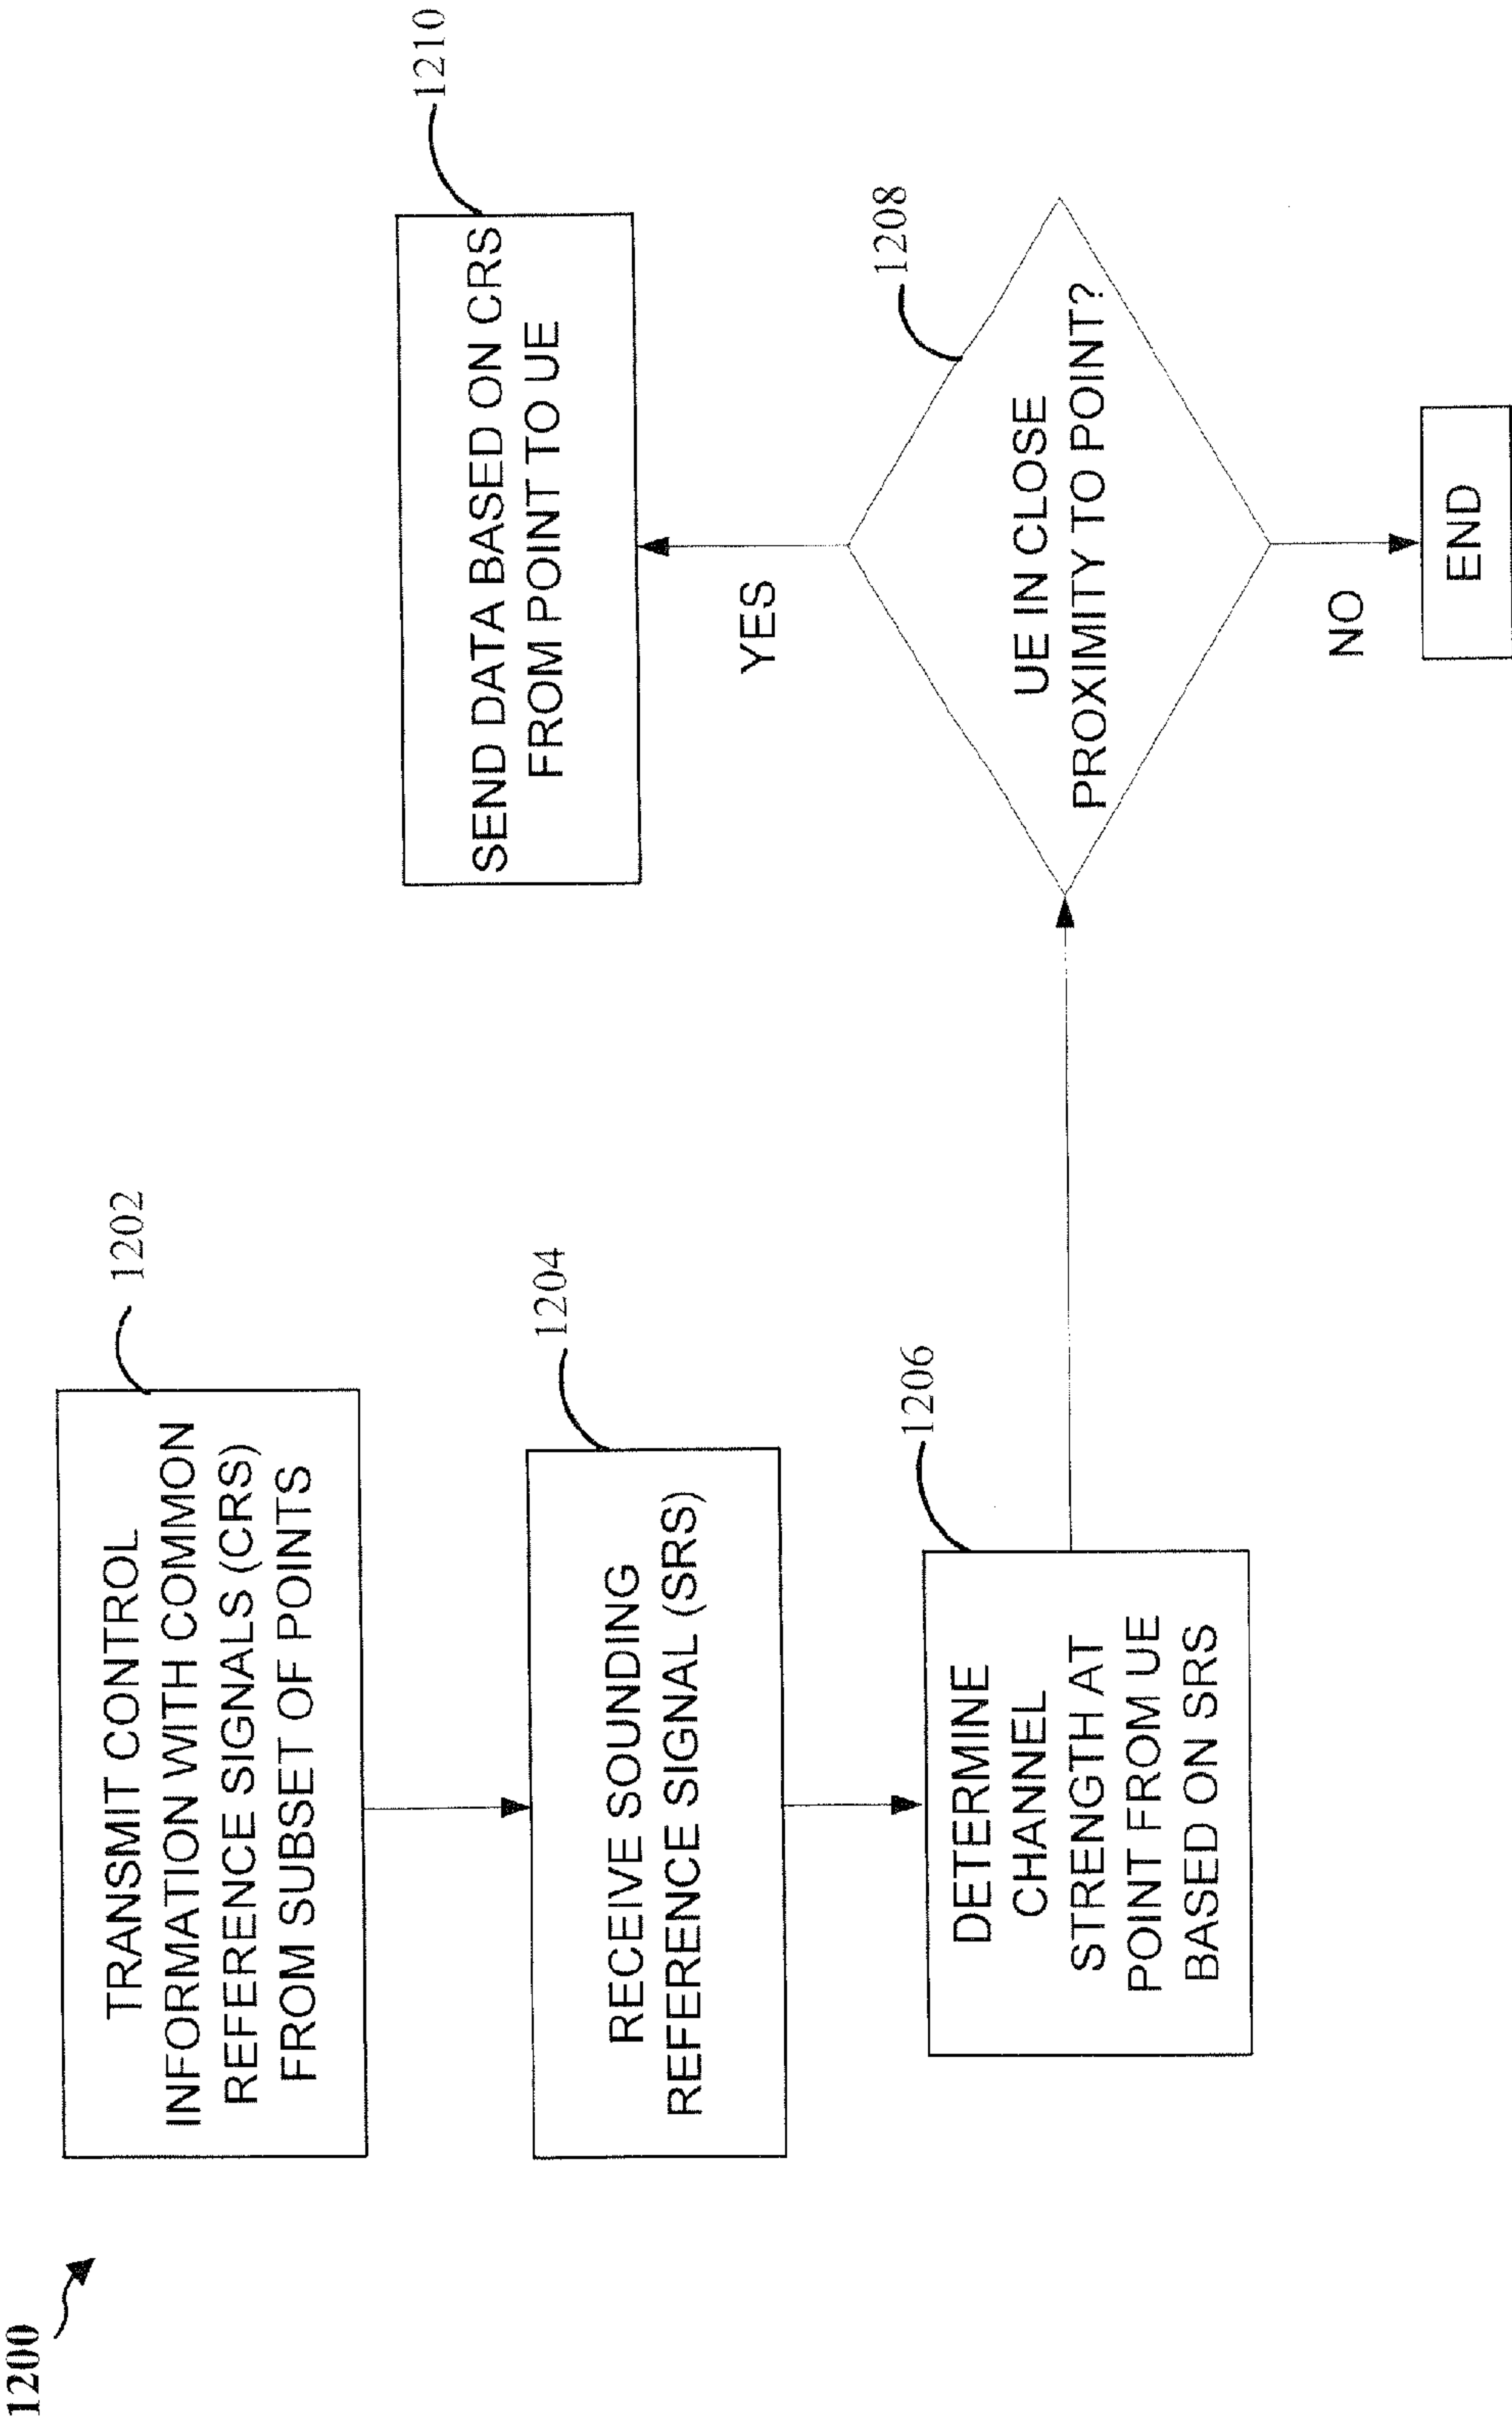 1200
1202
TRANSMIT CONTROL
INFORMATION WITH COMMON
REFERENCE SIGNALS (CRS)
FROM SUBSET OF POINTS
1204
RECEIVE SOUNDING
REFERENCE SIGNAL (SRS)
1206
DETERMINE
CHANNEL
STRENGTH AT
POINT FROM UE
BASED ON SRS
1208
UE IN CLOSE
PROXIMITY TO POINT?
YES
1210
SEND DATA BASED ON CRS
FROM POINT TO UE
NO
END